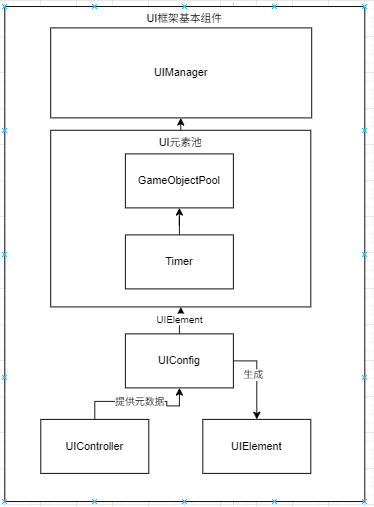 UI框架基本组件
UIManager
UI元素池
GameObjectPool
Timer
UIElement
UIConfig
生成
提供元数据
UIController
UIElement